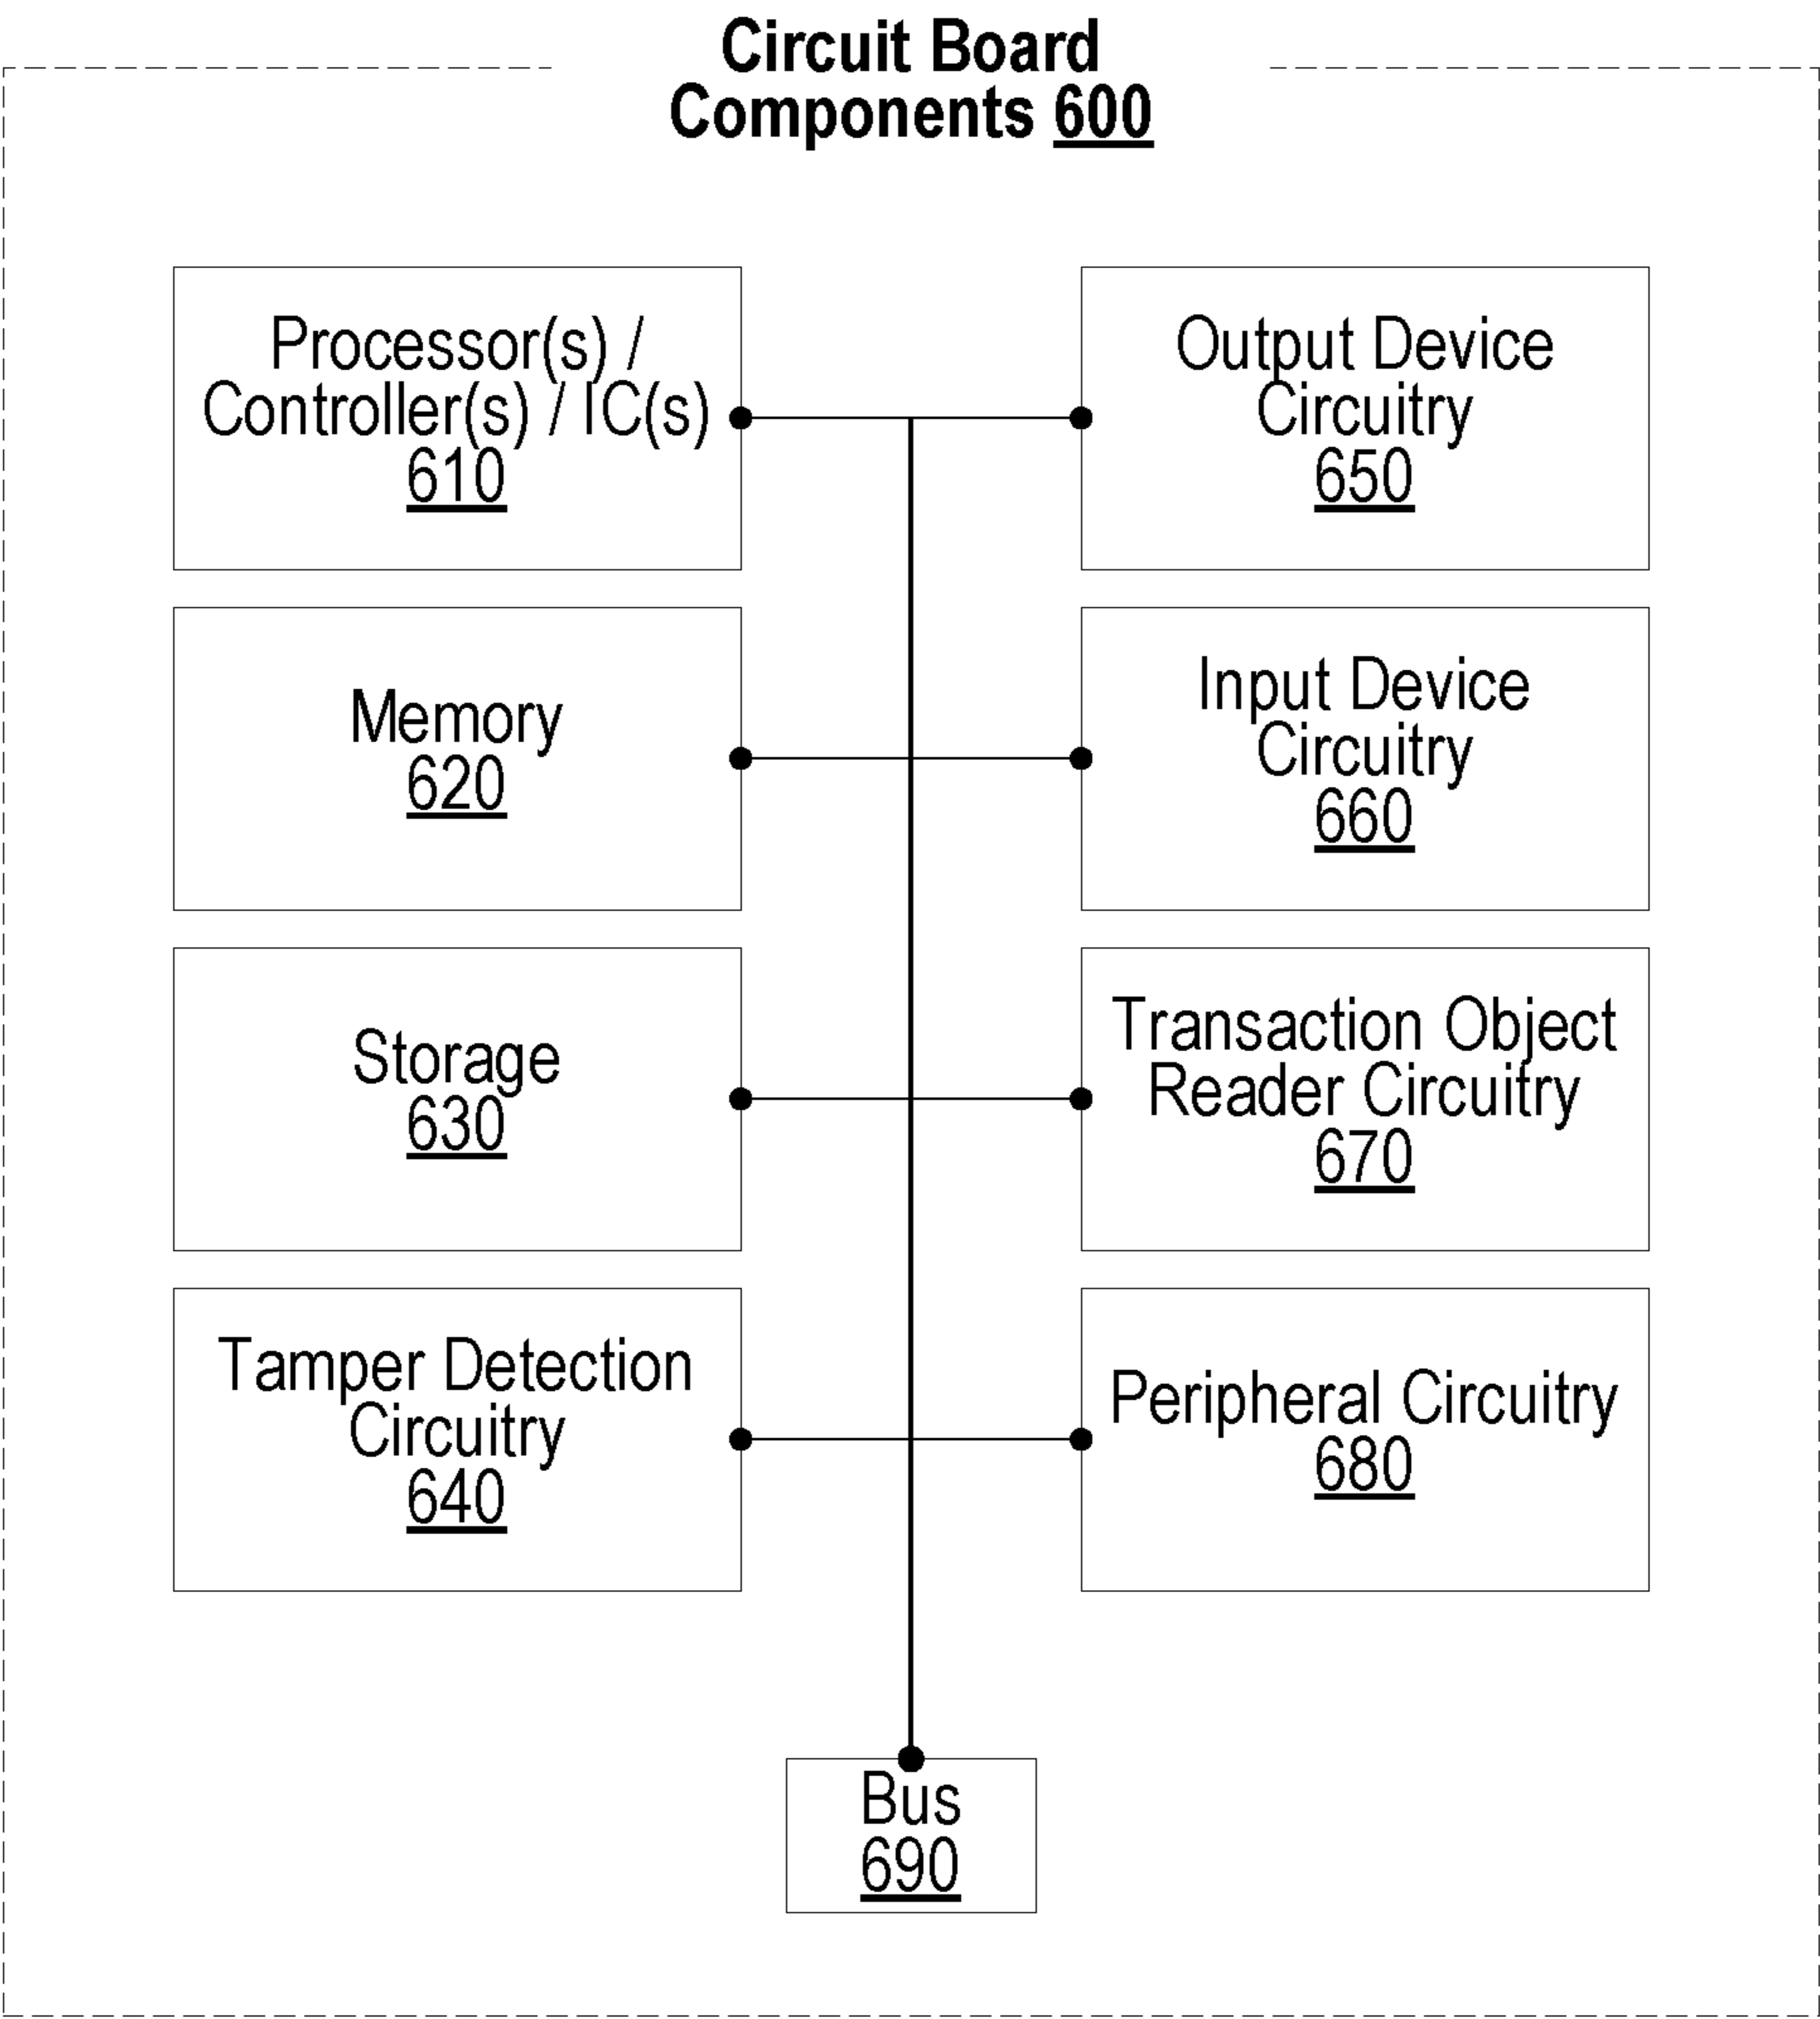 Circuit Board
Components 600
Processor(s) /
Controller(s) / IC(s)
610
Output Device
Circuitry
650
Memory
620
Input Device
Circuitry
660
Storage
630
Transaction Object
Reader Circuitry
670
Tamper Detection
Circuitry
640
Peripheral Circuitry
680
Bus
690